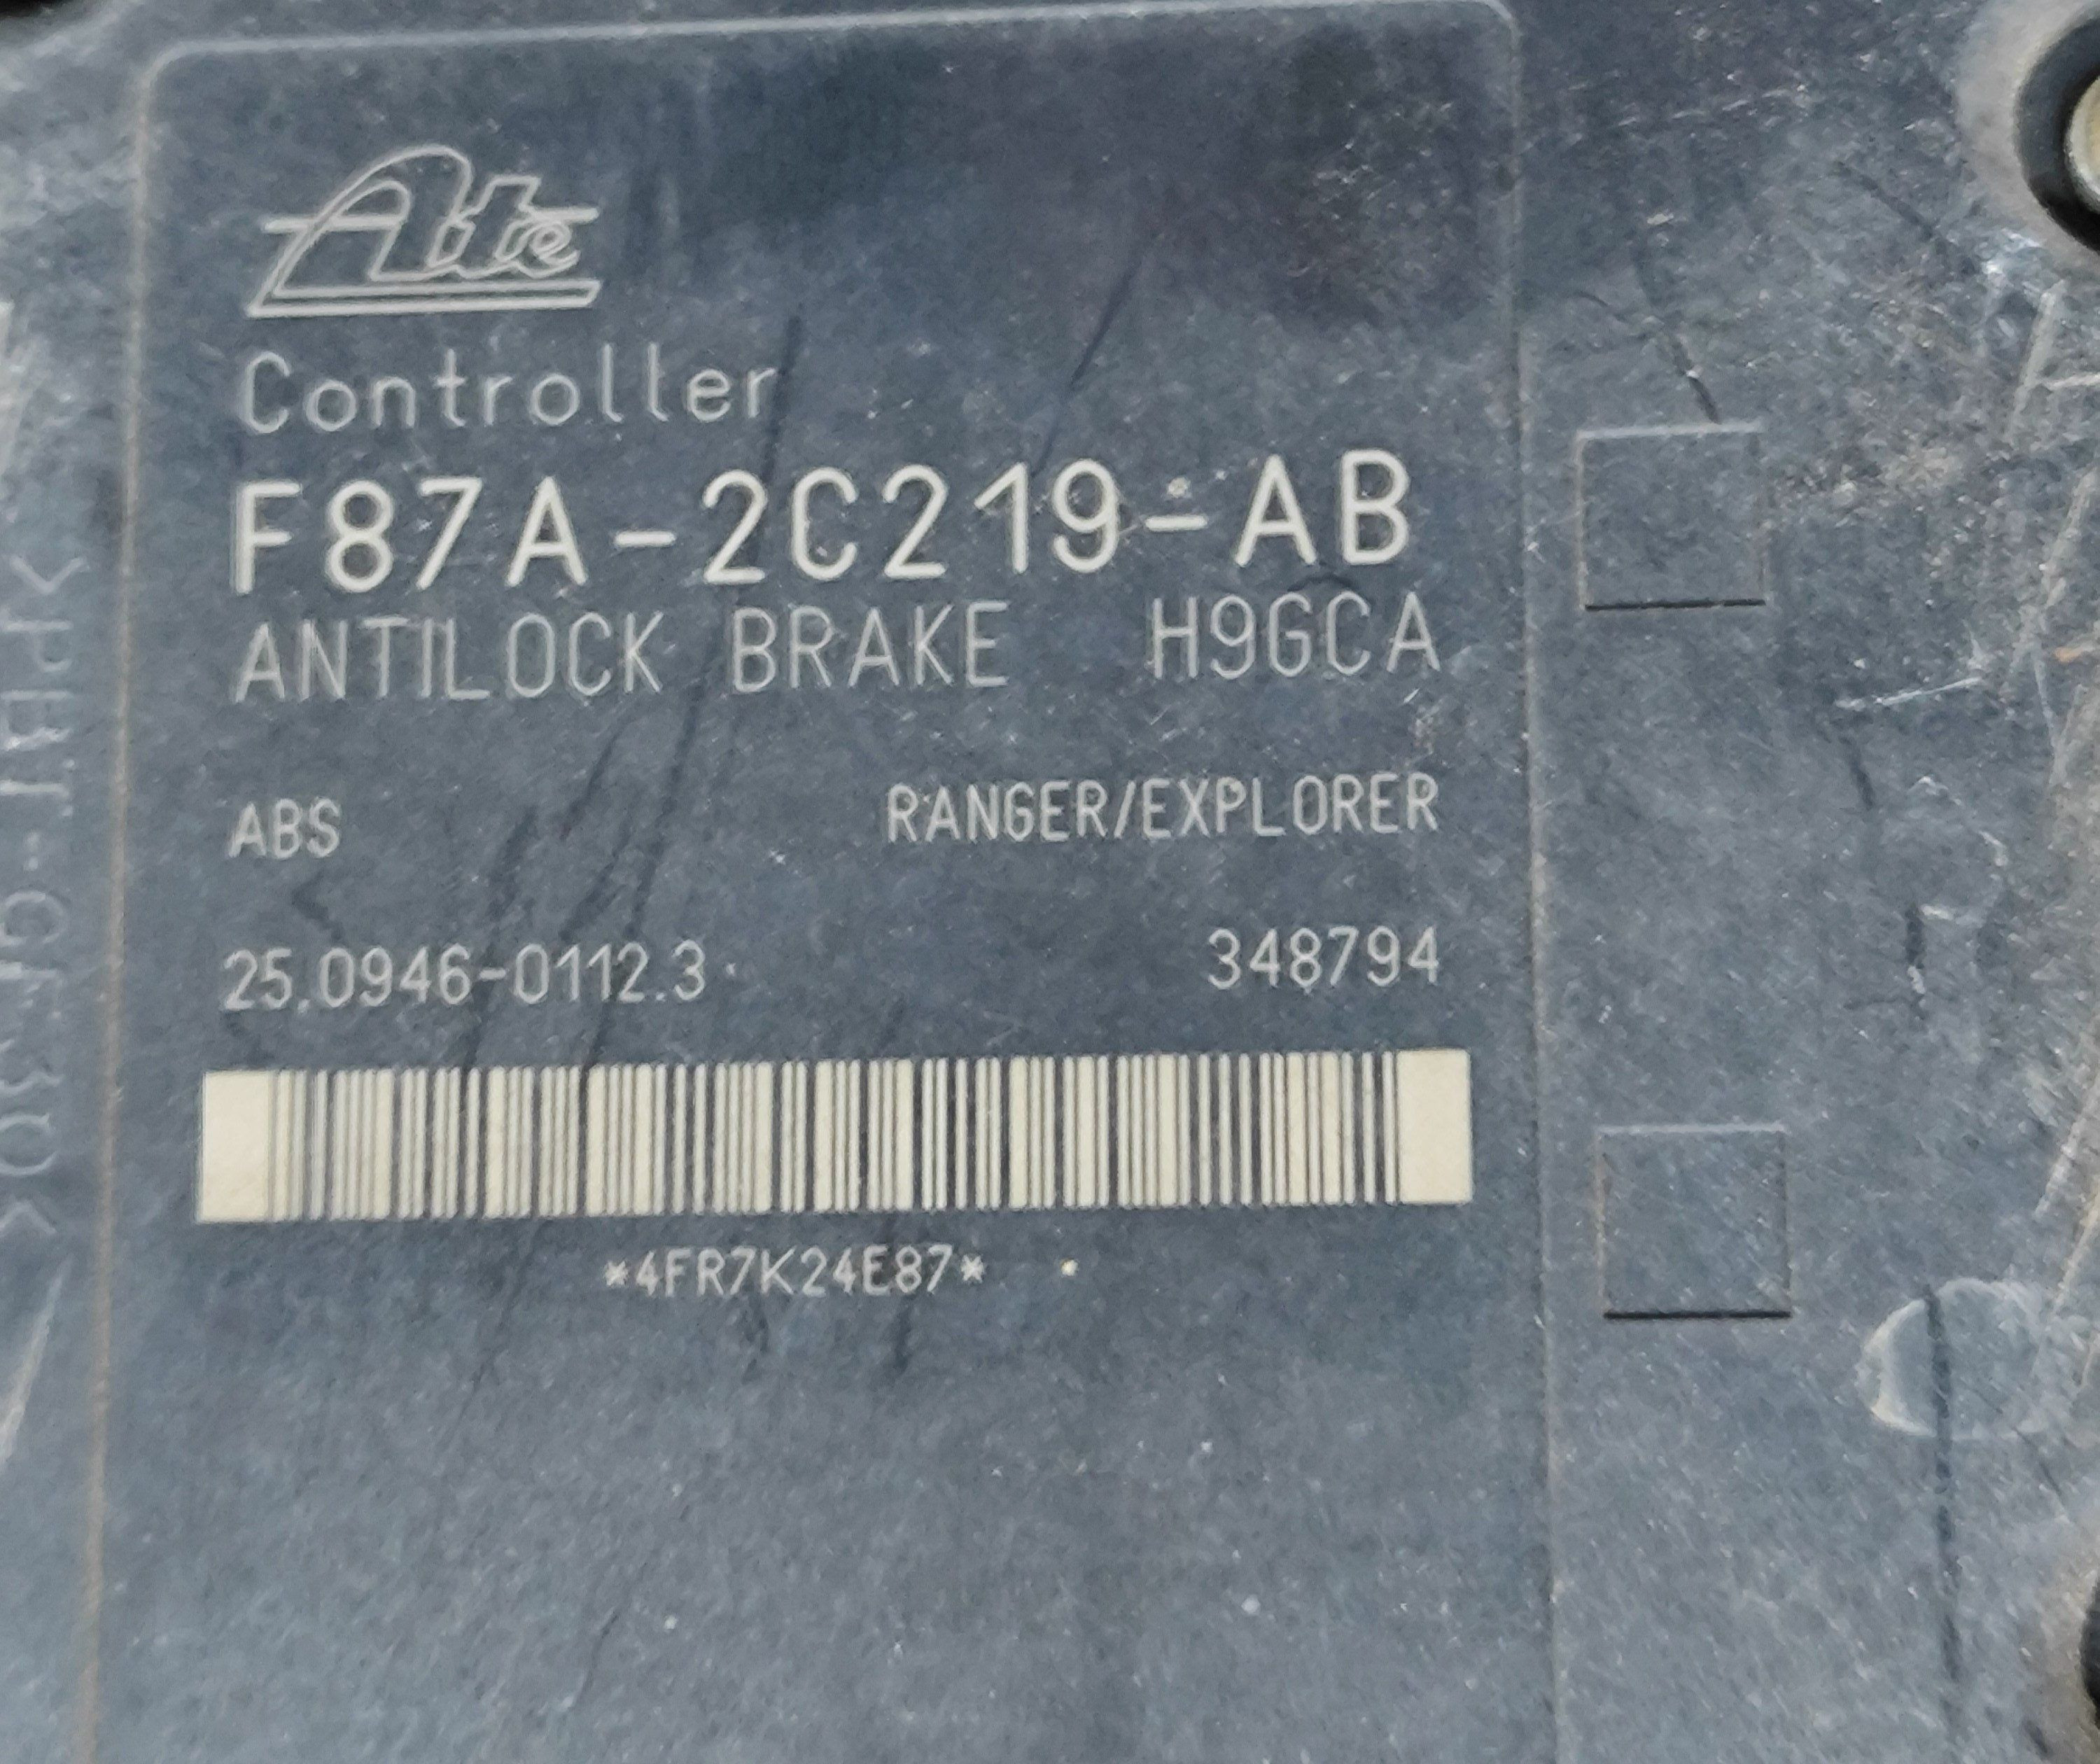 Ate
Controller
F87A-2C219-AB
ANTILOCK BRAKE H9GCA
ABS RANGER/EXPLORER
25.0946-0112.3 348794
*4FR7K24E87*